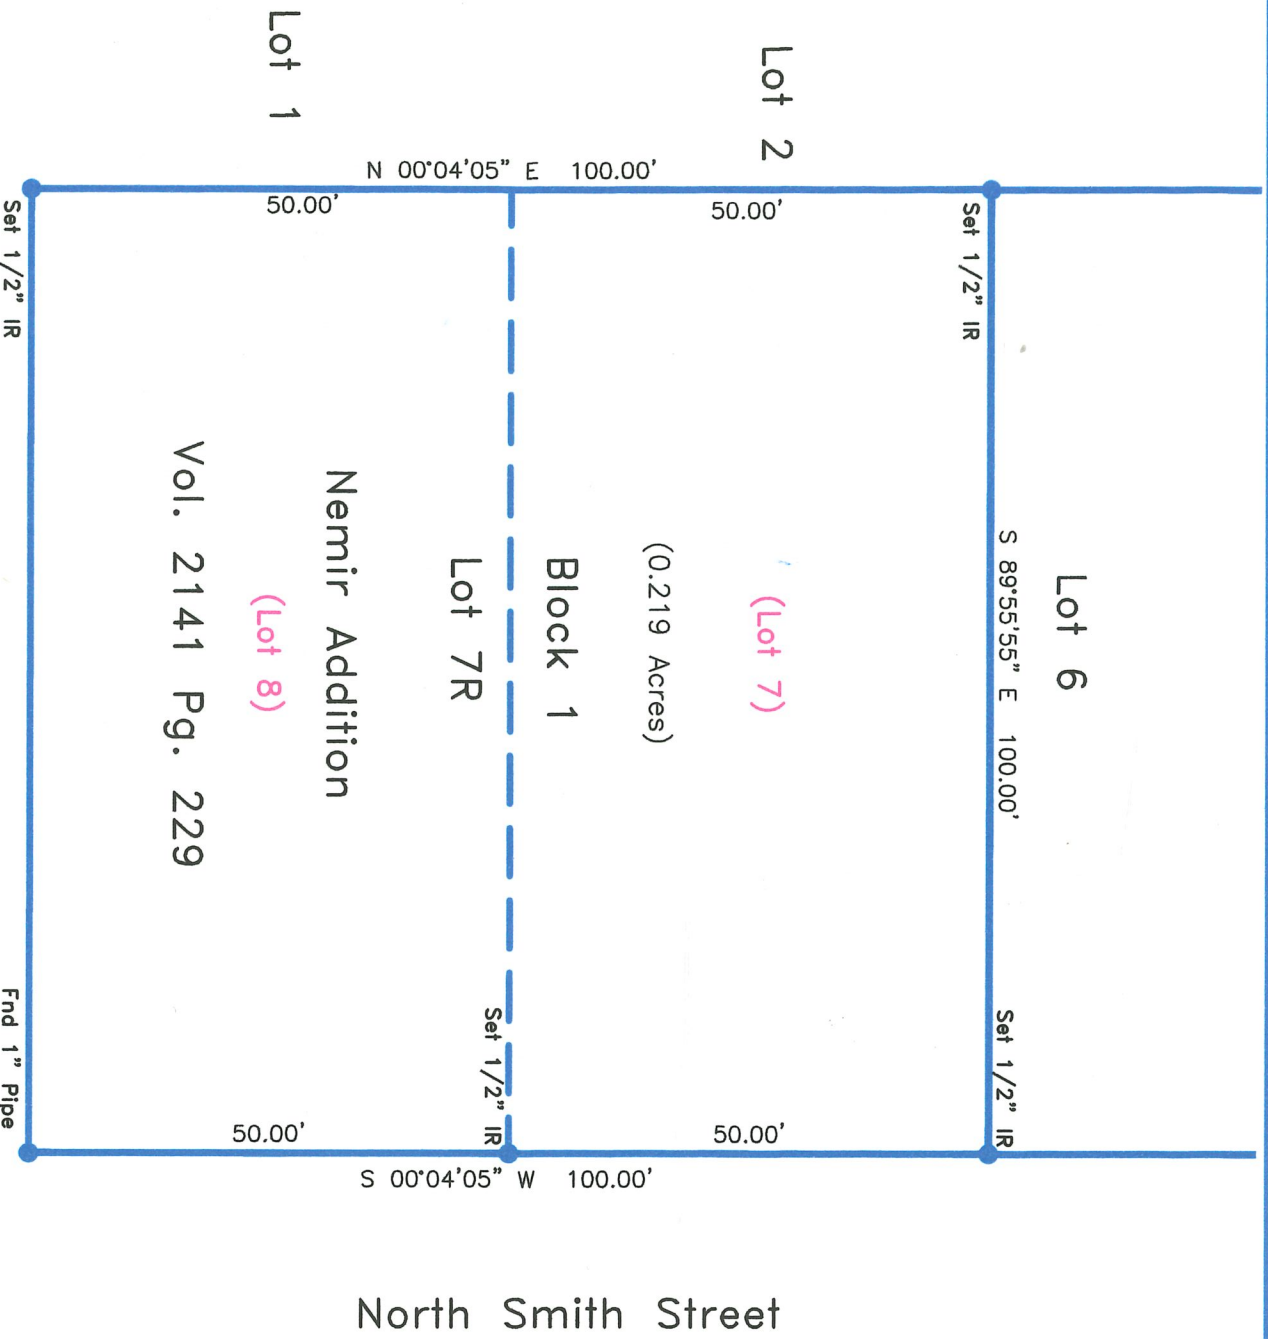 Lot 1
Lot 2
N 00°04'05" E 100.00'
50.00'
50.00'
Set 1/2" IR
Set 1/2" IR
Lot 6
S 89°55'55" E 100.00'
(Lot 7)
(0.219 Acres)
Block 1
Lot 7R
Nemir Addition
(Lot 8)
Vol. 2141 Pg. 229
Set 1/2" IR
Set 1/2" IR
Fnd 1" Pipe
50.00'
50.00'
S 00°04'05" W 100.00'
North Smith Street